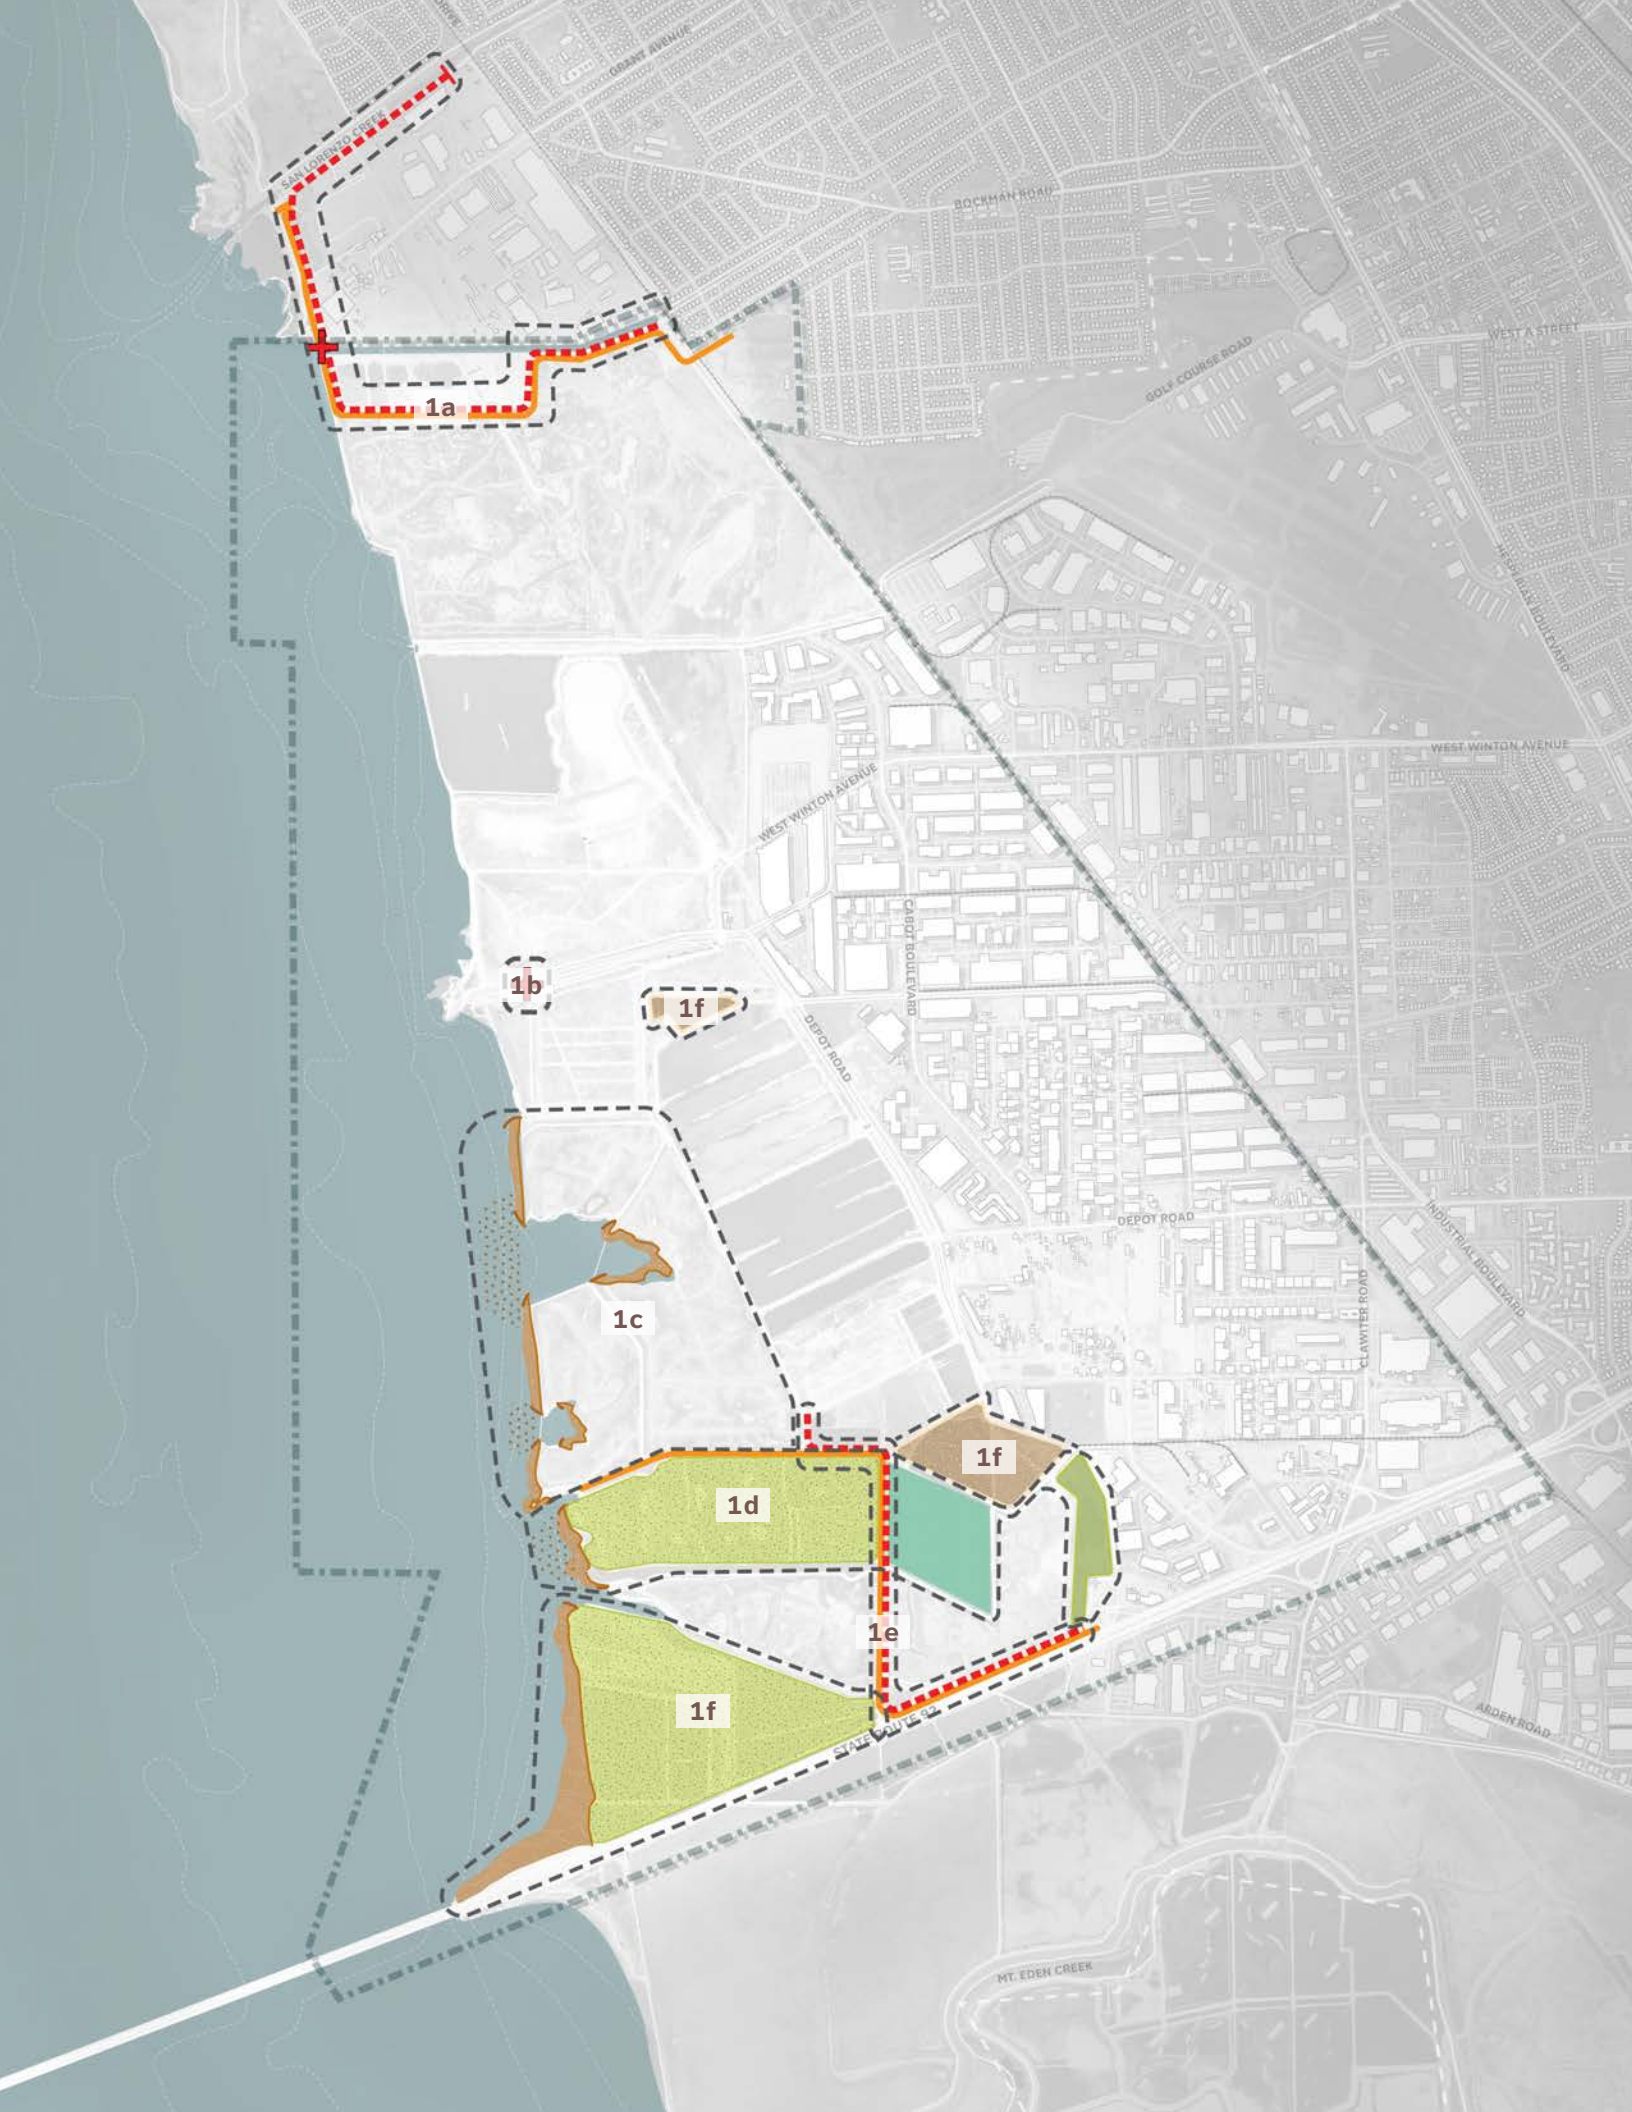 GRANT AVENUE
SAN LORENZO CREEK
BOCKMAN ROAD
WEST A STREET
GOLF COURSE ROAD
1a
HESPERIAN BOULEVARD
WEST WINTON AVENUE
WEST WINTON AVENUE
CABOT BOULEVARD
1b
1f
DEPOT ROAD
DEPOT ROAD
INDUSTRIAL BOULEVARD
CLAWITER ROAD
1c
1f
1d
1e
1f
STATE ROUTE 92
ARDEN ROAD
MT. EDEN CREEK